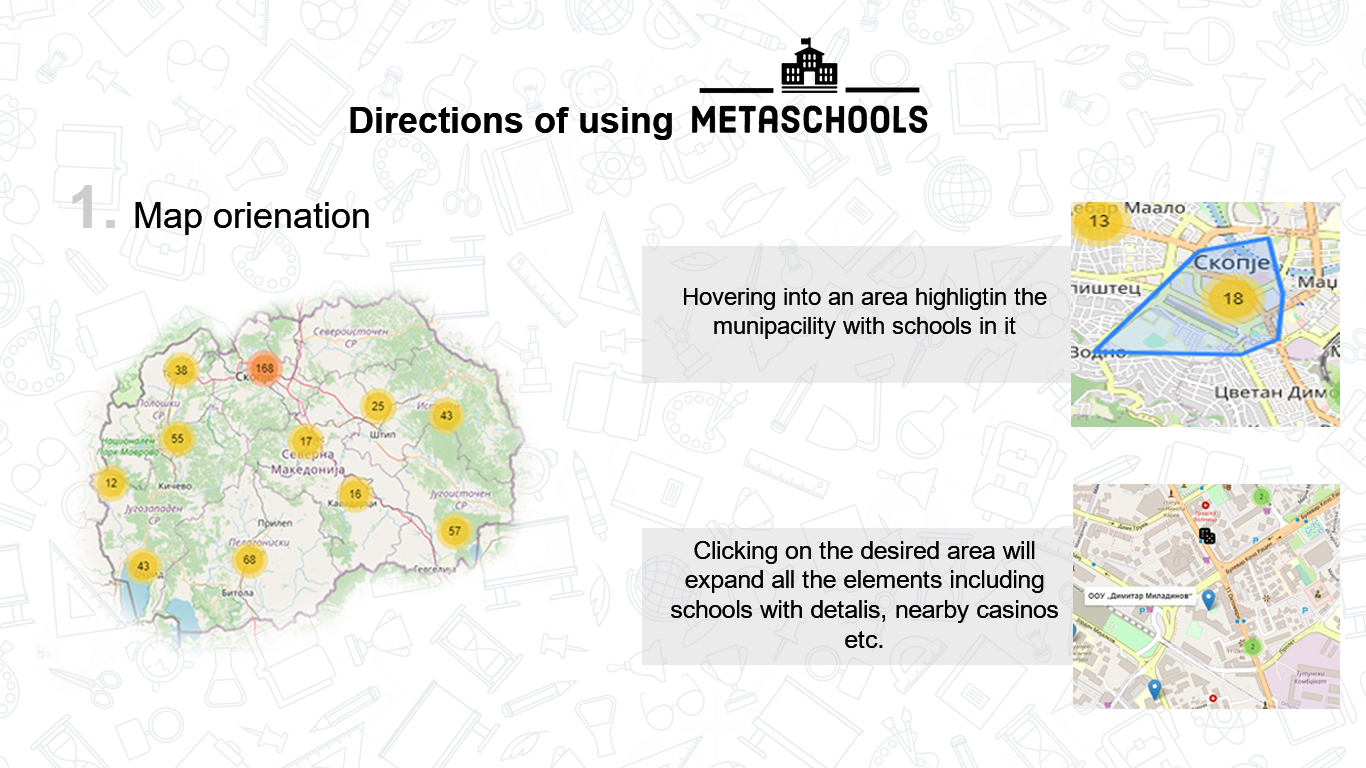 Directions of using METASCHOOLS
1. Map orienation
Североисточен
СР
38
168
25
43
Штип
Полошки
СР
55
17
Национален
Парк Маврово
Северна
Македонија
12
Кичево
16
Југозападен
СР
Југоисточен
СР
Прилеп
57
Пелагониски
68
43
Гевгелија
Битола
Hovering into an area highligtin the
munipacility with schools in it
13
Маало
Скопје
18
Водно
Цветан Димо
Clicking on the desired area will
expand all the elements including
schools with detalis, nearby casinos
etc.
2
P
ООУ „Димитар Миладинов"
P
2
P
Тутунски
Комбинат